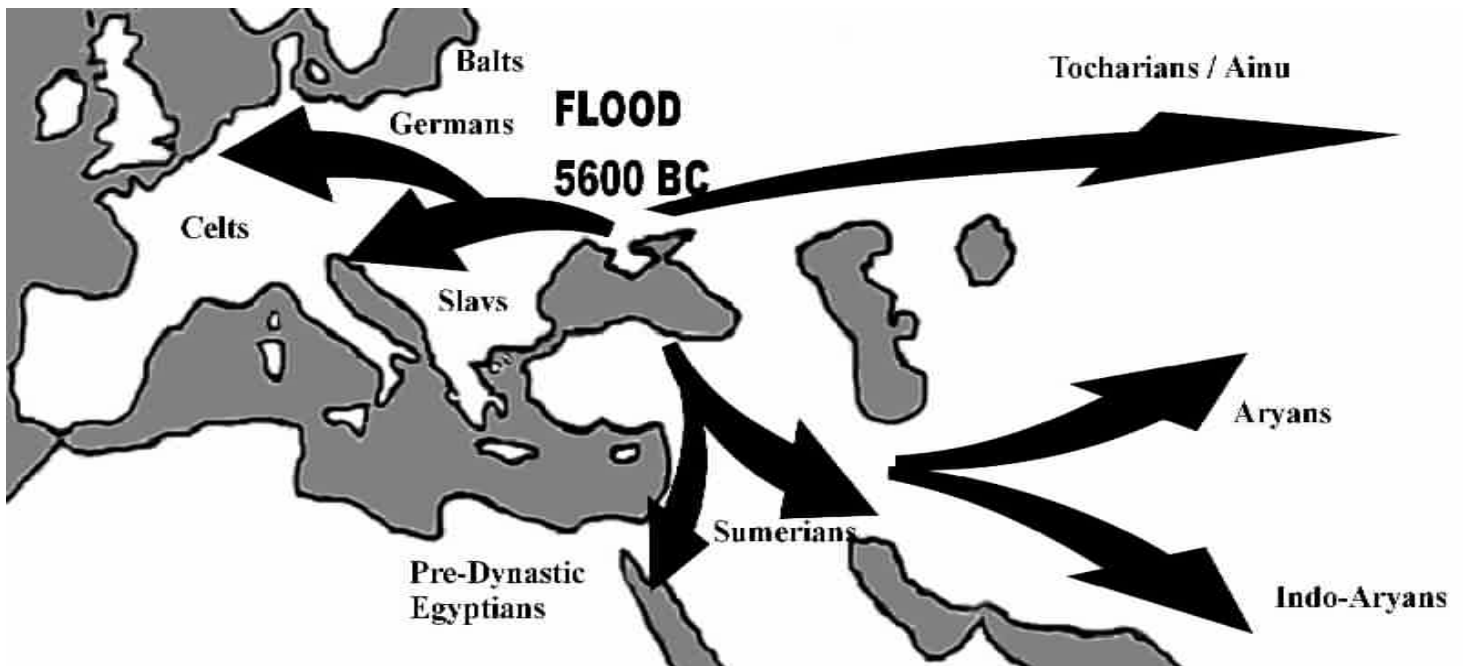 Balts
Tocharians / Ainu
FLOOD
Germans
5600 BC
Celts
Slavs
Aryans
Sumerians
Pre-Dynastic
Egyptians
Indo-Aryans